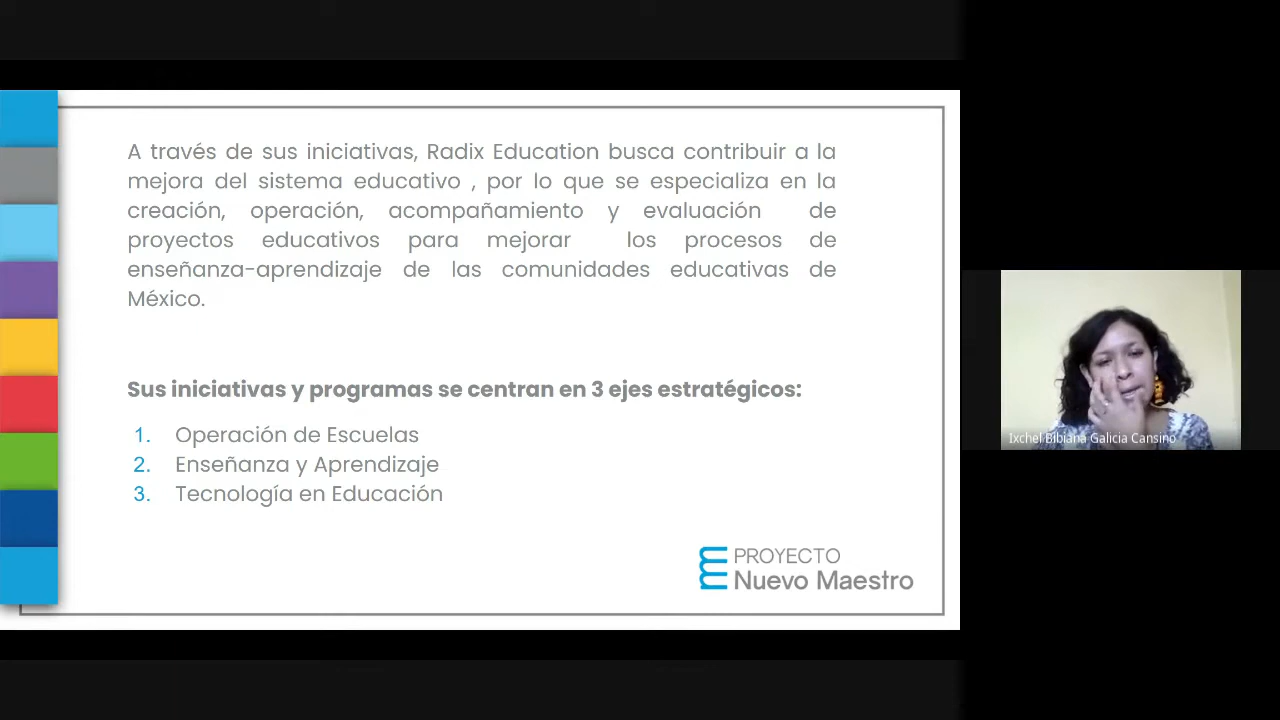 A través de sus iniciativas, Radix Education busca contribuir a la
mejora del sistema educativo , por lo que se especializa en la
creación, operación, acompañamiento y evaluación de
proyectos educativos para mejorar los procesos de
enseñanza-aprendizaje de las comunidades educativas de
México.
Sus iniciativas y programas se centran en 3 ejes estratégicos:
1. Operación de Escuelas
2. Enseñanza y Aprendizaje
3. Tecnología en Educación
PROYECTO
Nuevo Maestro
Ixchel Bibiana Galicia Cansino